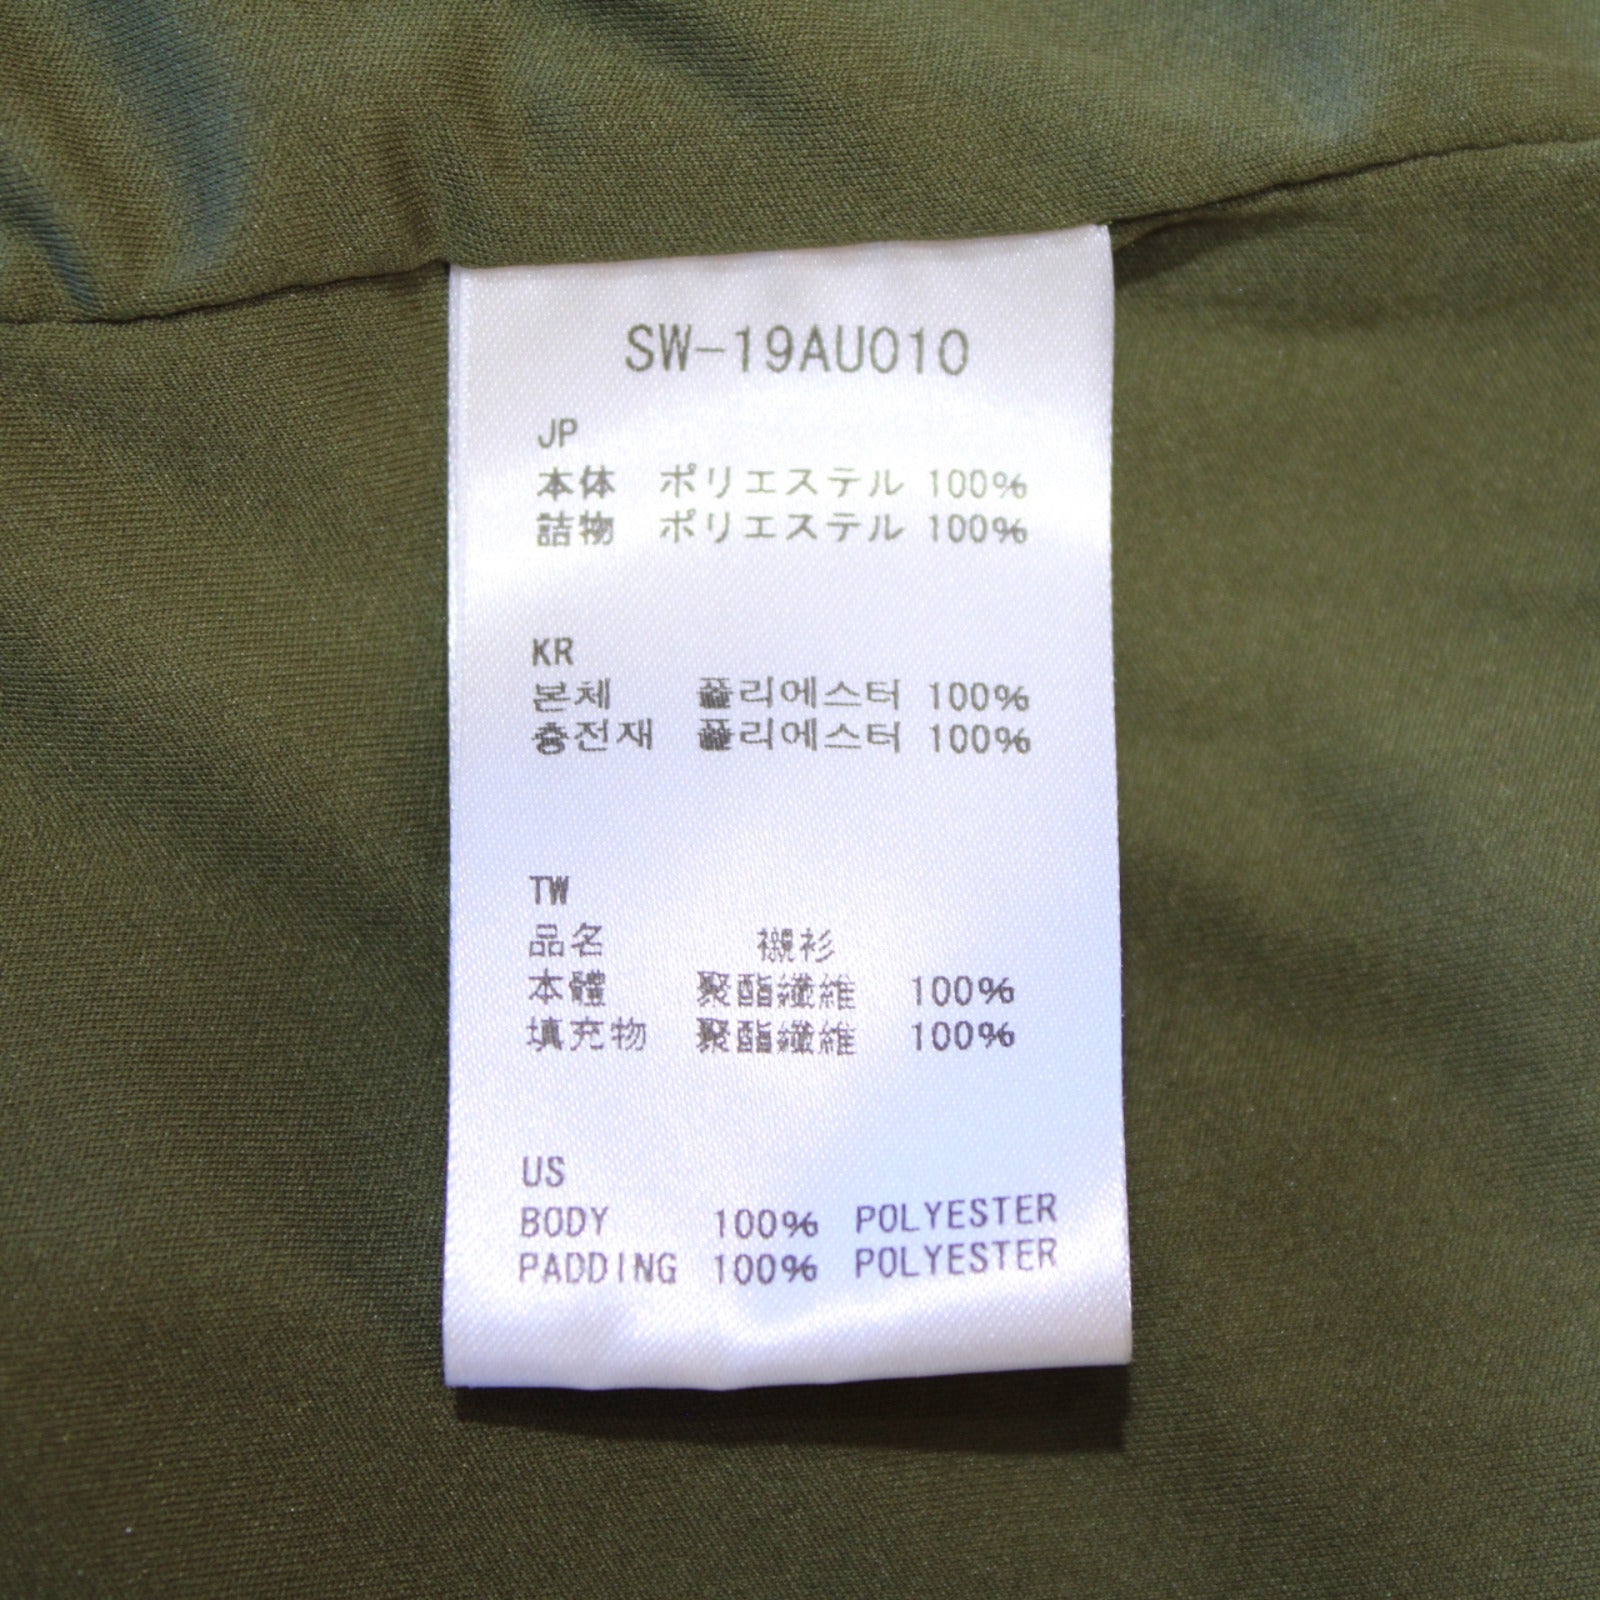 SW-19AU010
JP
本体 ポリエステル 100%
詰物 ポリエステル 100%
KR
본체 폴리에스터 100%
충전재 폴리에스터 100%
TW
品名 襯衫
本體 聚酯纖維 100%
填充物 聚酯纖維 100%
US
BODY 100% POLYESTER
PADDING 100% POLYESTER